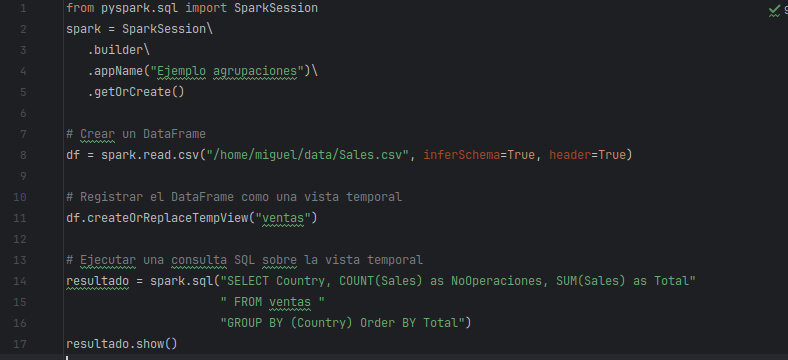 1 from pyspark.sql import SparkSession
2 spark = SparkSession\
3 .builder\
4 .appName("Ejemplo agrupaciones")\
5 .getOrCreate()
6
7 # Crear un DataFrame
8 df = spark.read.csv("/home/miguel/data/Sales.csv", inferSchema=True, header=True)
9
10 # Registrar el DataFrame como una vista temporal
11 df.createOrReplaceTempView("ventas")
12
13 # Ejecutar una consulta SQL sobre la vista temporal
14 resultado = spark.sql("SELECT Country, COUNT(Sales) as NoOperaciones, SUM(Sales) as Total"
15 " FROM ventas "
16 "GROUP BY (Country) Order BY Total")
17 resultado.show()